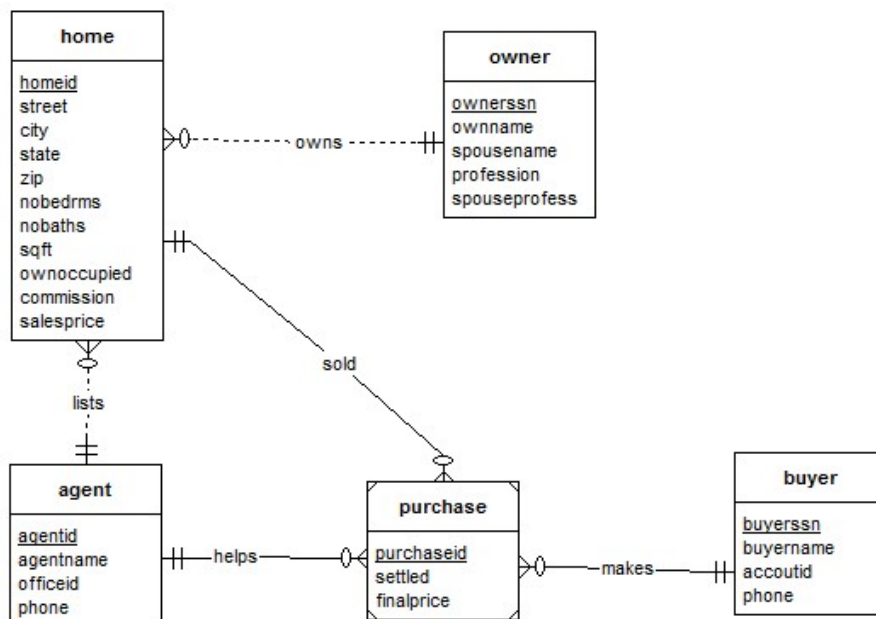 home
homeid
street
city
state
zip
nobedrms
nobaths
sqft
ownoccupied
commission
salesprice
owner
ownerssn
ownname
spousename
profession
spouseprofess
owns
sold
lists
agent
agentid
agentname
officeid
phone
helps
purchase
purchaseid
settled
finalprice
makes
buyer
buyerssn
buyername
accoutid
phone